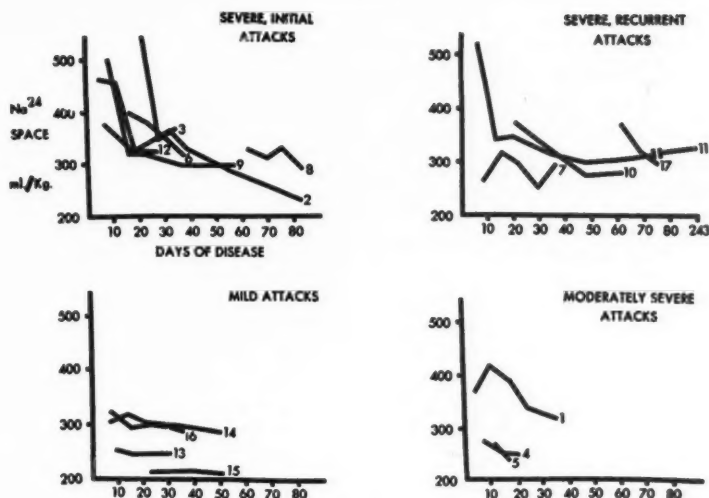 SEVERE, INITIAL
ATTACKS
500
Na24
400
SPACE
300
ml./Kg.
200
3
12
6
9
8
2
10 20 30 40 50 60 70 80
DAYS OF DISEASE
SEVERE, RECURRENT
ATTACKS
500
400
300
200
7
10
11
17
11
10 20 30 40 50 60 70 80 243
MILD ATTACKS
500
400
300
200
16
14
13
15
10 20 30 40 50 60 70 80
MODERATELY SEVERE
ATTACKS
500
400
300
200
1
4
5
10 20 30 40 50 60 70 80